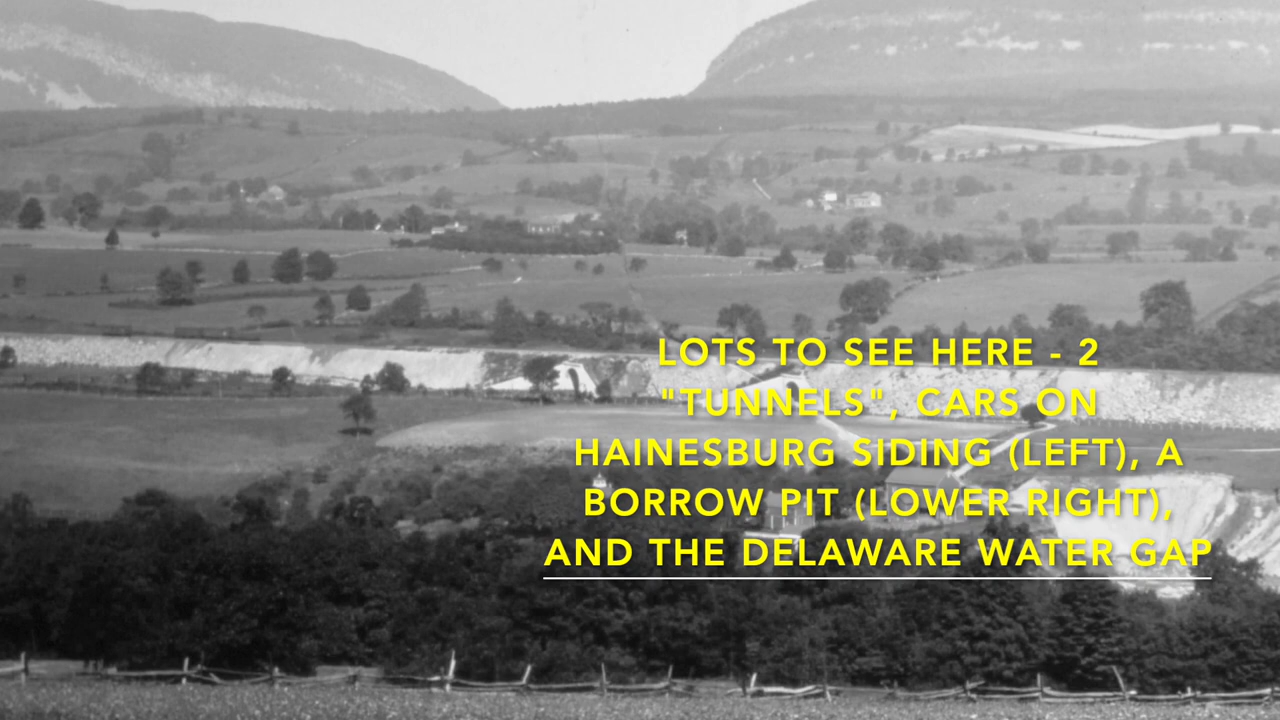 LOTS TO SEE HERE - 2
"TUNNELS", CARS ON
HAINESBURG SIDING (LEFT), A
BORROW PIT (LOWER RIGHT),
AND THE DELAWARE WATER GAP